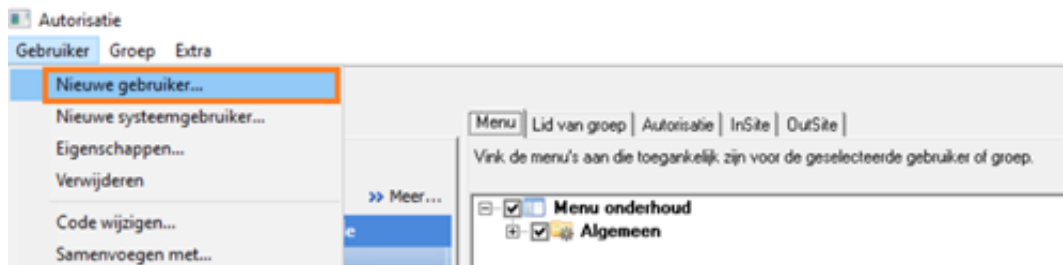 Autorisatie
Gebruiker Groep Extra
Nieuwe gebruiker...
Nieuwe systeemgebruiker...
Eigenschappen...
Verwijderen
Code wijzigen...
Samenvoegen met...
>> Meer...
e
Menu Lid van groep Autorisatie InSite OutSite
Vink de menu's aan die toegankelijk zijn voor de geselecteerde gebruiker of groep.
Menu onderhoud
Algemeen